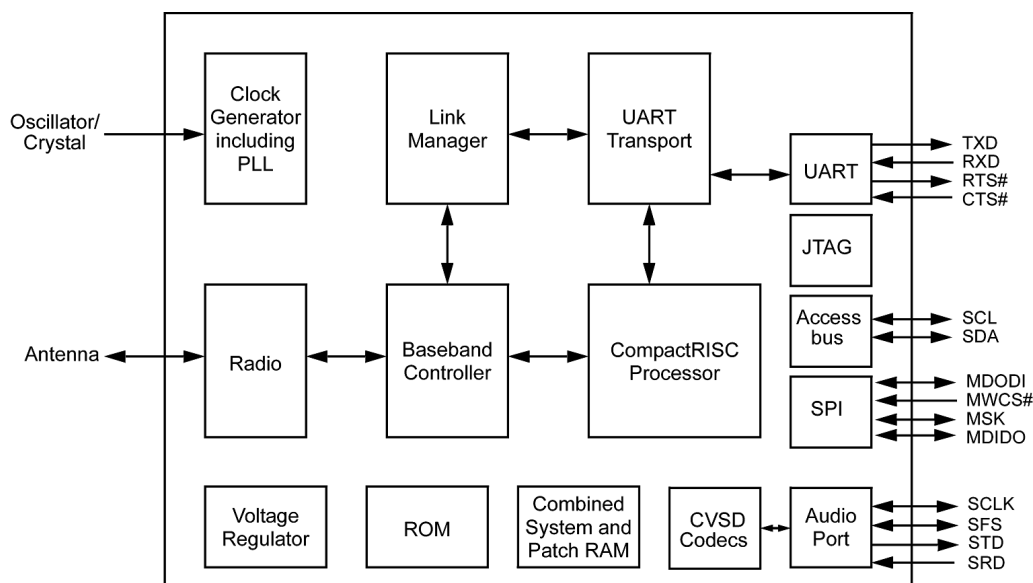 Oscillator/
Crystal
Clock
Generator
including
PLL
Link
Manager
UART
Transport
UART
TXD
RXD
RTS#
CTS#
JTAG
Antenna
Radio
Baseband
Controller
CompactRISC
Processor
Access
bus
SCL
SDA
SPI
MDODI
MWCS#
MSK
MDIDO
Voltage
Regulator
ROM
Combined
System and
Patch RAM
CVSD
Codecs
Audio
Port
SCLK
SFS
STD
SRD